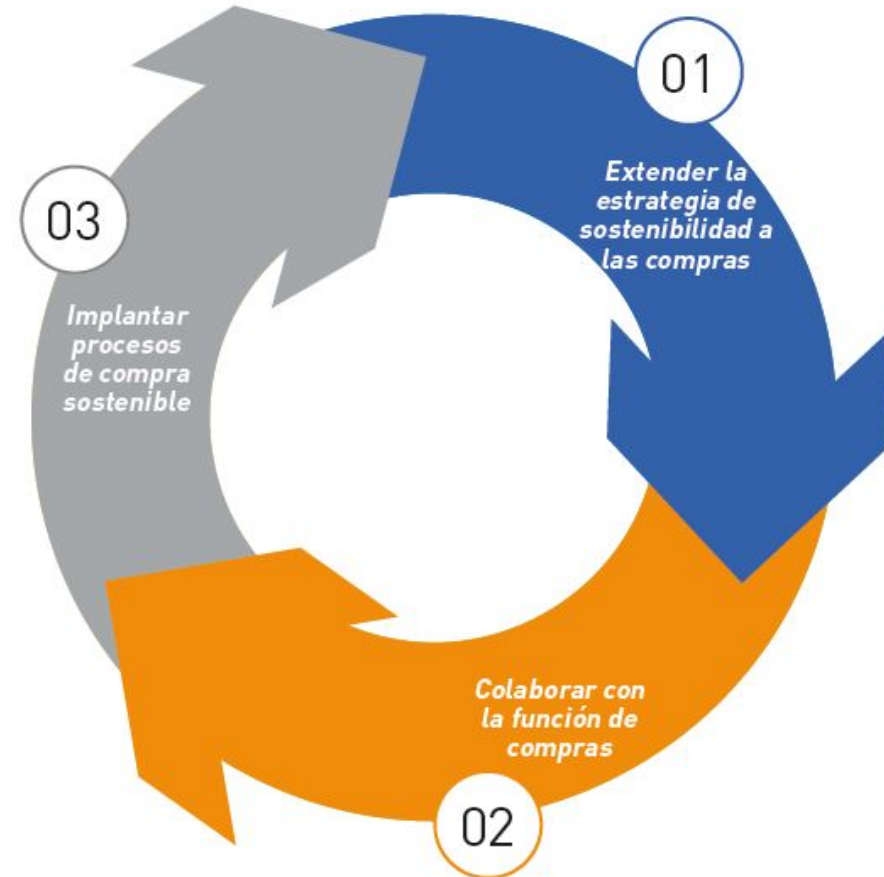 01
Extender la
estrategia de
sostenibilidad a
las compras
02
Colaborar con
la función de
compras
03
Implantar
procesos
de compra
sostenible